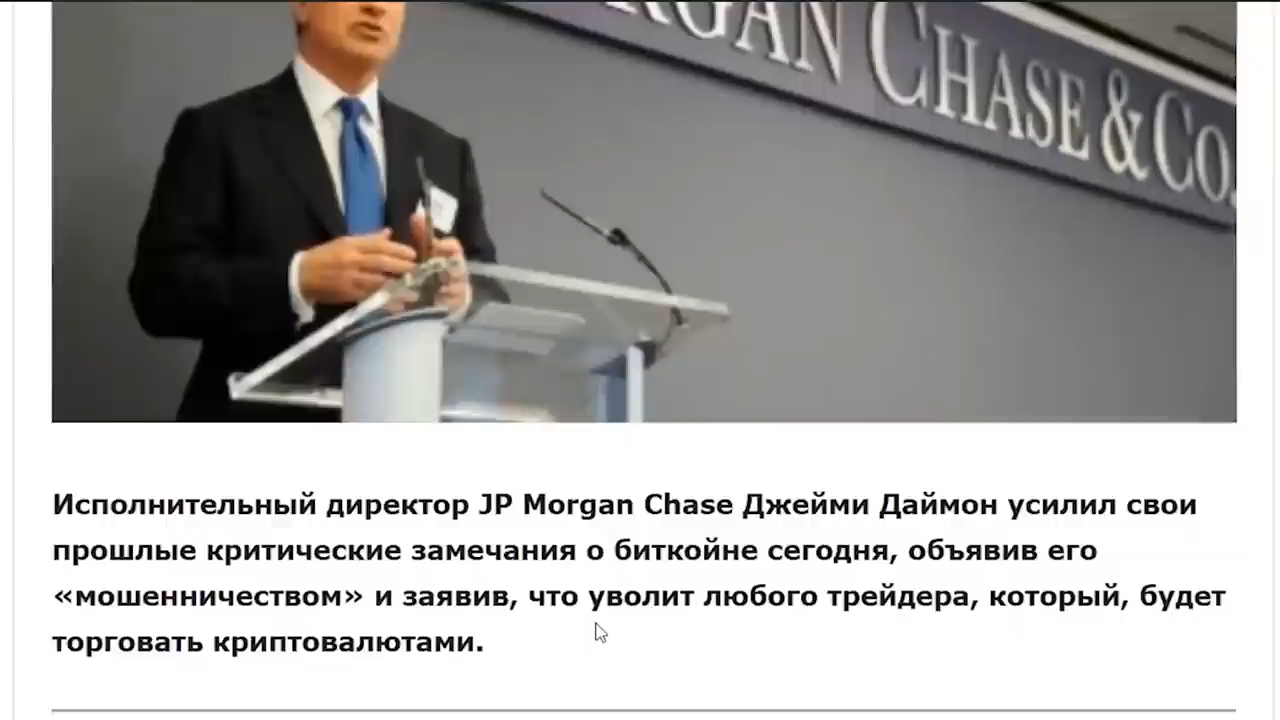 RGAN CHASE & CO.
Исполнительный директор JP Morgan Chase Джейми Даймон усилил свои
прошлые критические замечания о биткойне сегодня, объявив его
«мошенничеством» и заявив, что уволит любого трейдера, который, будет
торговать криптовалютами.